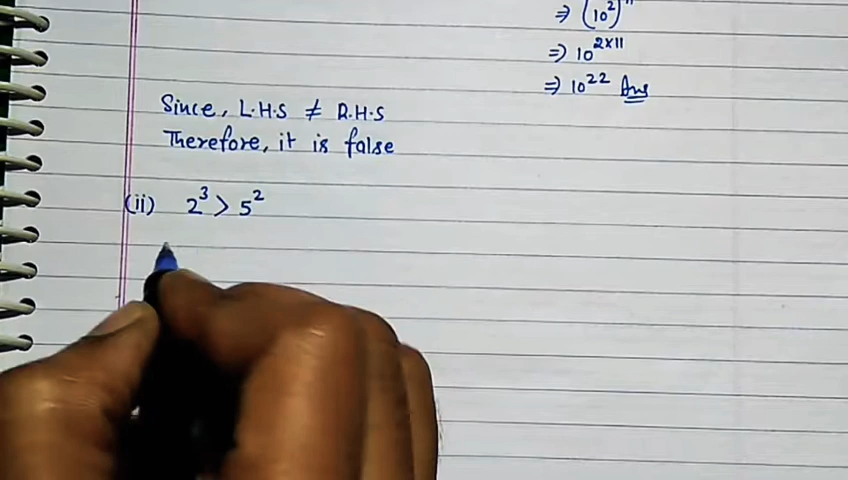 ⇒ (10²)¹¹
⇒ 10²ˣ¹¹
⇒ 10²² Ans
Since, L.H.S ≠ R.H.S
Therefore, it is false
(ii) 2³ > 5²